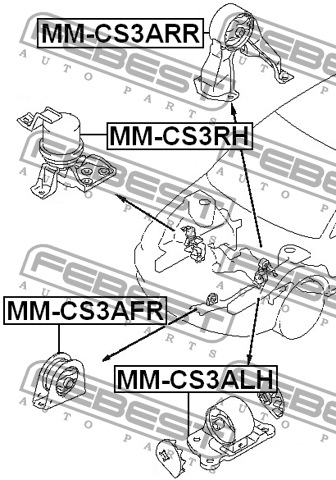 MM-CS3ARR
MM-CS3RH
MM-CS3AFR
MM-CS3ALH
FEBEST
AUTO PARTS
FEBEST
AUTO PARTS
FEBEST
AUTO PARTS
FEBEST
AUTO PARTS